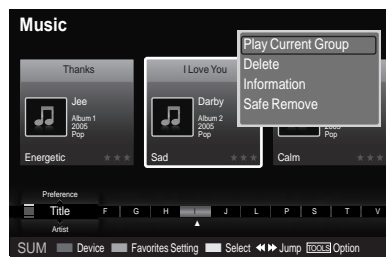 Music
Play Current Group
Delete
Information
Safe Remove
Thanks
I Love You
Jee
Album 1
2005
Pop
Darby
Album 2
2005
Pop
2005
Pop
Energetic
Sad
Calm
Preference
Title F G H I J L P S T V
Artist
SUM Device Favorites Setting Select Jump TOOLS Option